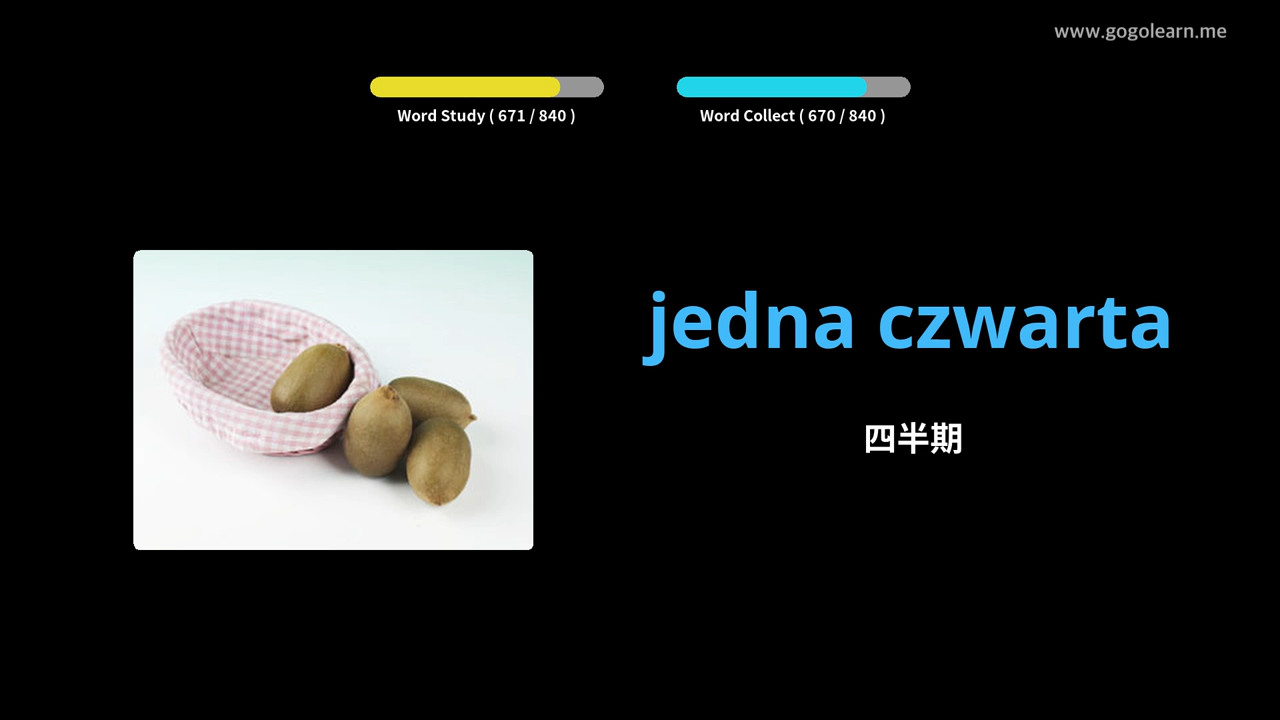 www.gogolearn.me
Word Study ( 671 / 840 )
Word Collect ( 670 / 840 )
jedna czwarta
四半期